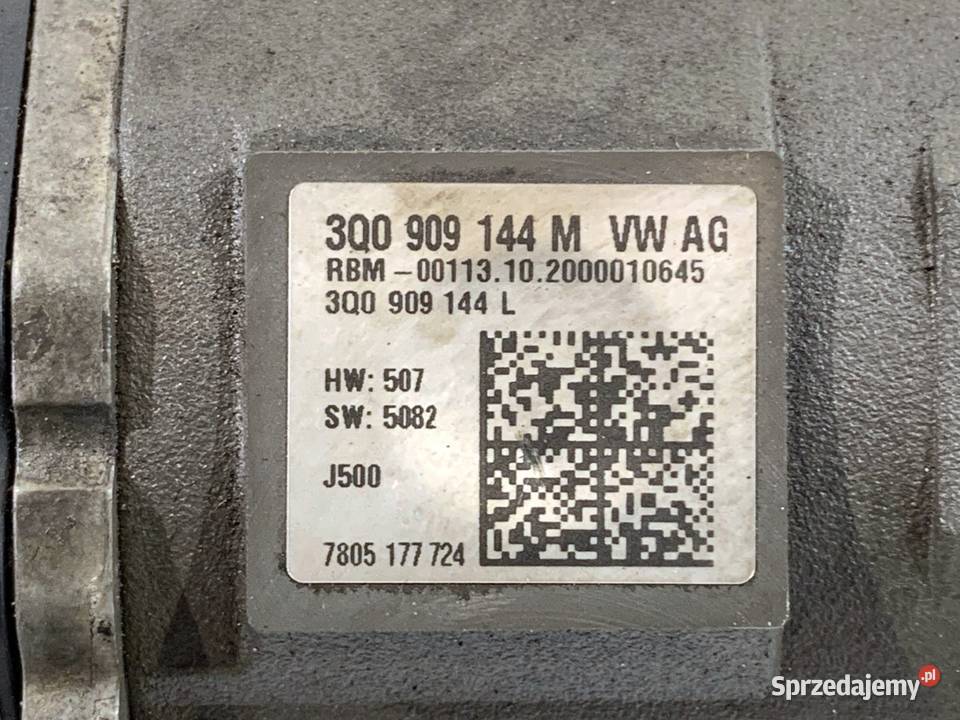 3Q0 909 144 M VW AG
RBM -00113.10.2000010645
3Q0 909 144 L
HW: 507
SW: 5082
J500
7805 177 724
Sprzedajemy.pl